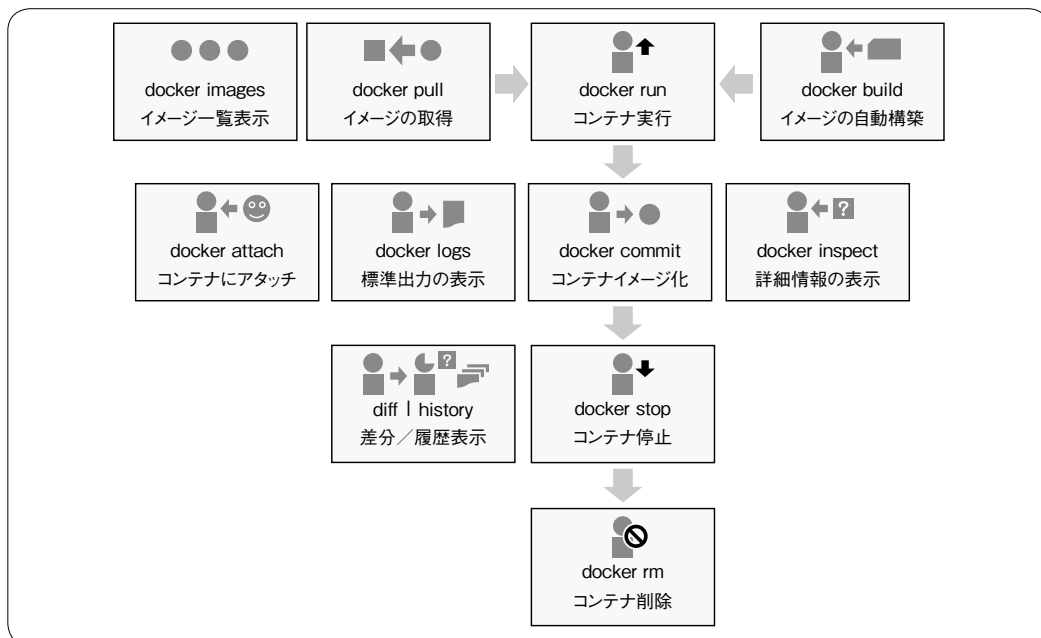 docker images
イメージ一覧表示
docker pull
イメージの取得
docker run
コンテナ実行
docker build
イメージの自動構築
docker attach
コンテナにアタッチ
docker logs
標準出力の表示
docker commit
コンテナイメージ化
?
docker inspect
詳細情報の表示
?
diff | history
差分／履歴表示
docker stop
コンテナ停止
docker rm
コンテナ削除